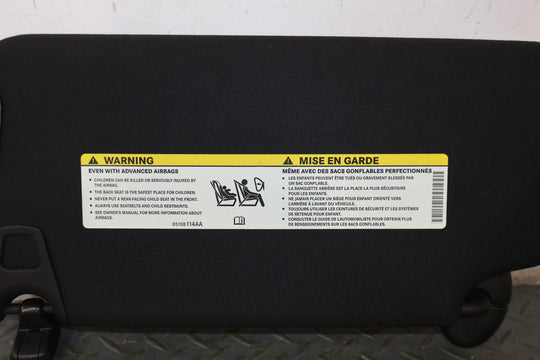 WARNING
EVEN WITH ADVANCED AIRBAGS
• CHILDREN CAN BE KILLED OR SERIOUSLY INJURED BY
THE AIRBAG.
• THE BACK SEAT IS THE SAFEST PLACE FOR CHILDREN.
• NEVER PUT A REAR-FACING CHILD SEAT IN THE FRONT.
• ALWAYS USE SEATBELTS AND CHILD RESTRAINTS.
• SEE OWNER'S MANUAL FOR MORE INFORMATION ABOUT
AIRBAGS.
05108114AA
MISE EN GARDE
MÊME AVEC DES SACS GONFLABLES PERFECTIONNÉS
• LES ENFANTS PEUVENT ÊTRE TUÉS OU GRAVEMENT BLESSÉS PAR
UN SAC GONFLABLE.
• LA BANQUETTE ARRIÈRE EST LA PLACE LA PLUS SÉCURITAIRE
POUR LES ENFANTS.
• NE JAMAIS PLACER UN SIÈGE POUR ENFANT ORIENTÉ VERS
L'ARRIÈRE À L'AVANT DU VÉHICULE.
• TOUJOURS UTILISER LES CEINTURES DE SÉCURITÉ ET LES SYSTÈMES
DE RETENUE POUR ENFANT.
• CONSULTER LE GUIDE DE L'AUTOMOBILISTE POUR OBTENIR PLUS
DE RENSEIGNEMENTS SUR LES SACS GONFLABLES.